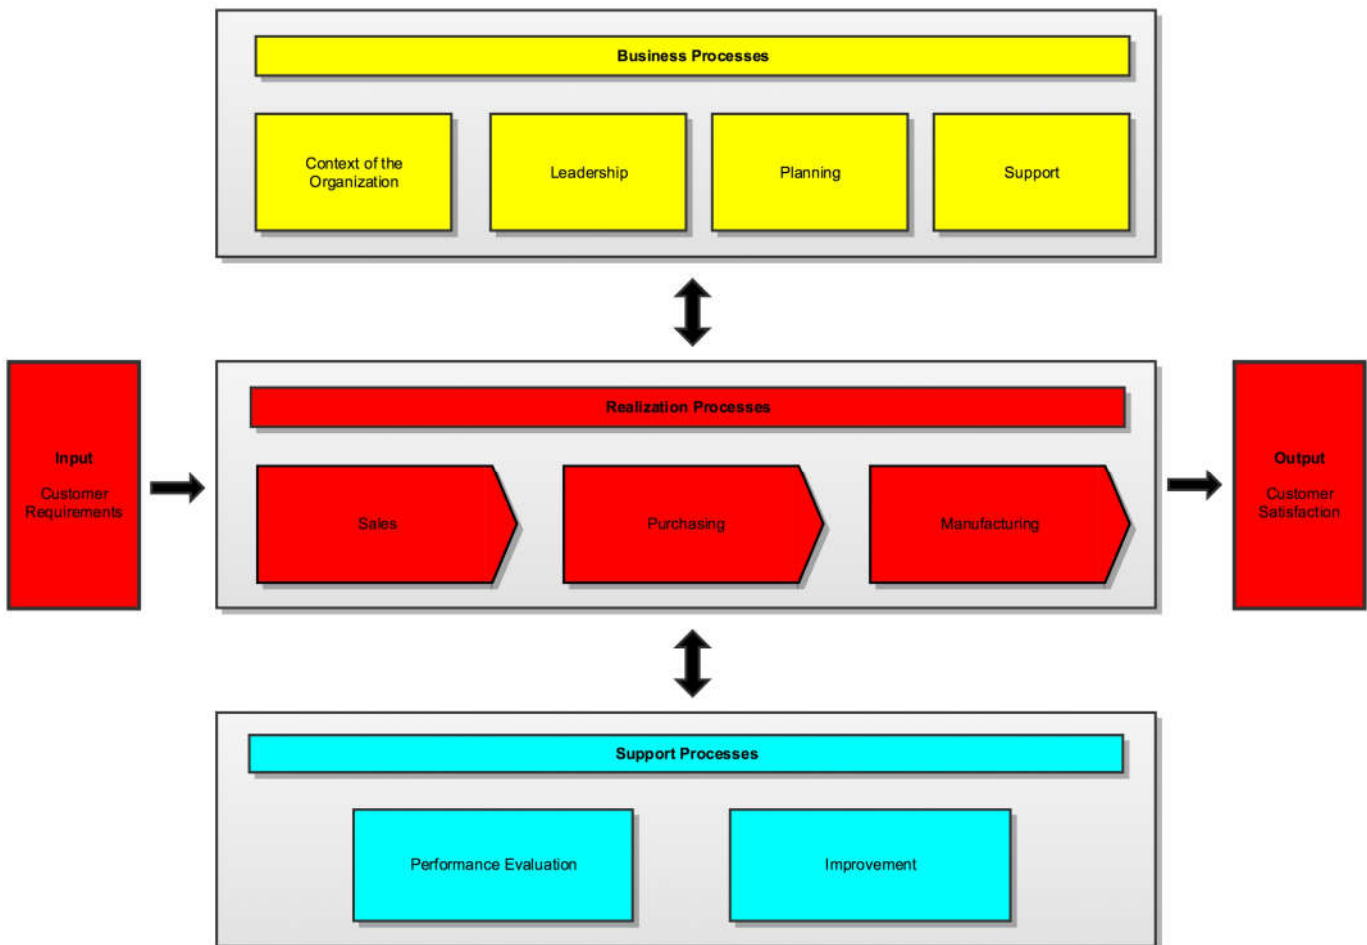 Business Processes
Context of the
Organization
Leadership
Planning
Support
Realization Processes
Input
Customer
Requirements
Sales
Purchasing
Manufacturing
Output
Customer
Satisfaction
Support Processes
Performance Evaluation
Improvement